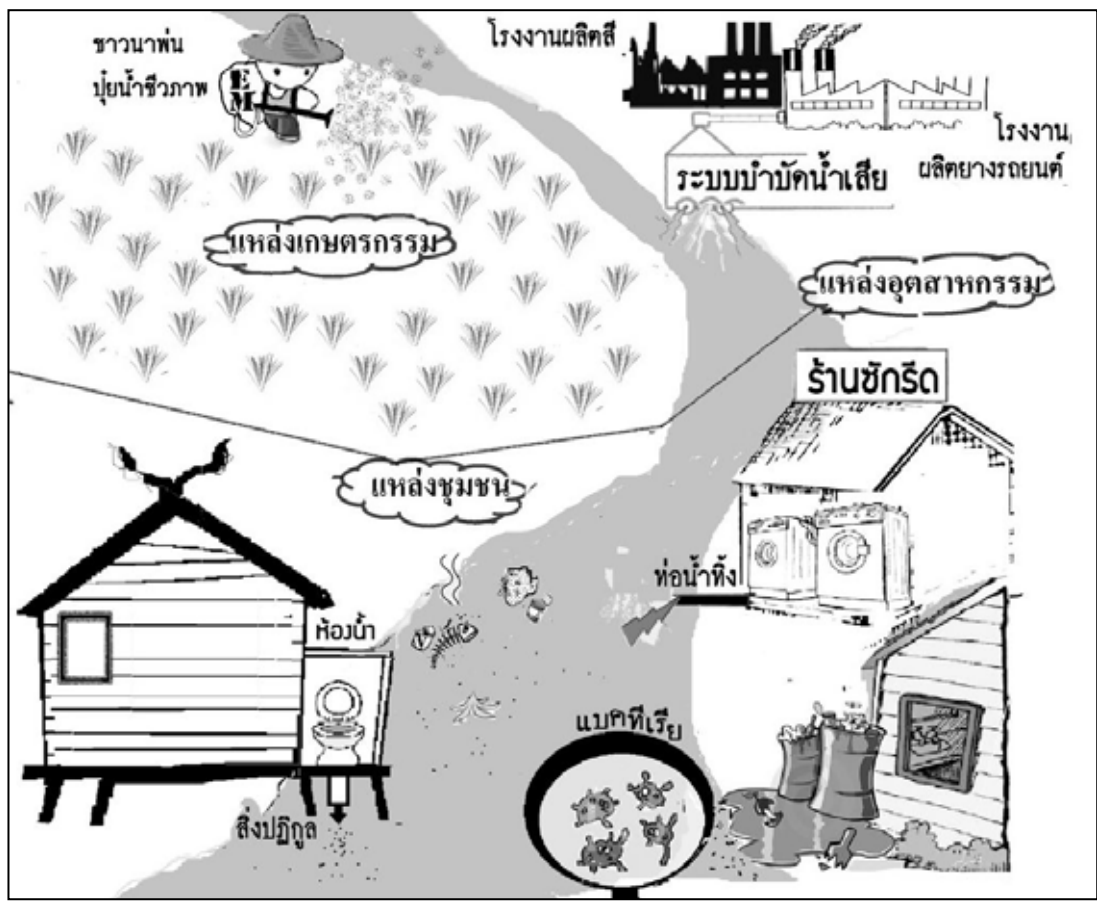 ชาวนาพ่น
ปุ๋ยน้ำชีวภาพ
EM
โรงงานผลิตสี
โรงงาน
ผลิตยางรถยนต์
ระบบบำบัดน้ำเสีย
แหล่งเกษตรกรรม
แหล่งอุตสาหกรรม
ร้านซักรีด
แหล่งชุมชน
ท่อน้ำทิ้ง
ห้องน้ำ
แบคทีเรีย
สิ่งปฏิกูล